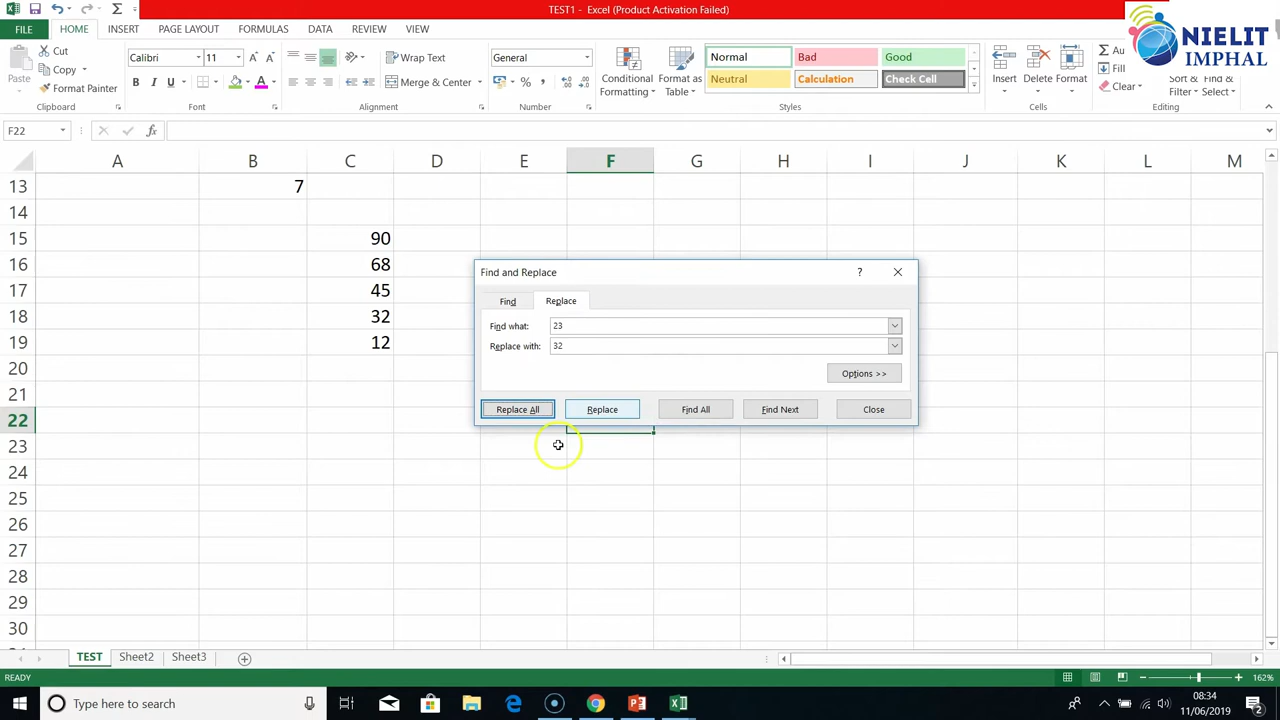 TEST1 - Excel (Product Activation Failed)
NIELIT
IMPHAL
FILE HOME INSERT PAGE LAYOUT FORMULAS DATA REVIEW VIEW
Paste
Cut
Copy
Format Painter
Clipboard
Calibri 11
B I U
Font
Wrap Text
Merge & Center
Alignment
General
Number
Conditional
Formatting
Format as
Table
Normal Bad Good
Neutral Calculation Check Cell
Styles
Insert Delete Format
Cells
Au
Fill
Clear
Sort &
Filter
Find &
Select
Editing
F22
fx
A B C D E F G H I J K L M
13 7
14
15 90
16 68
17 45
18 32
19 12
20
21
22
23
24
25
26
27
28
29
30
Find and Replace ?
Find Replace
Find what: 23
Replace with: 32
Options >>
Replace All Replace Find All Find Next Close
TEST Sheet2 Sheet3
READY 162%
Type here to search
08:34
11/06/2019
2